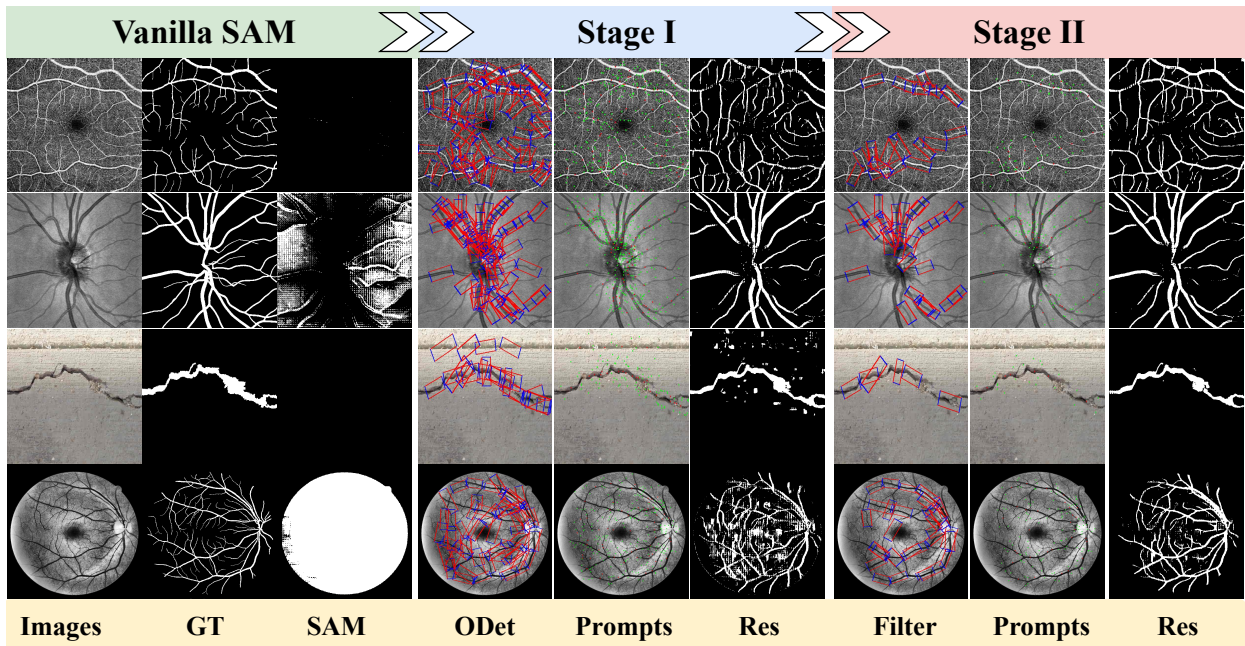 Vanilla SAM Stage I Stage II
Images GT SAM ODet Prompts Res Filter Prompts Res